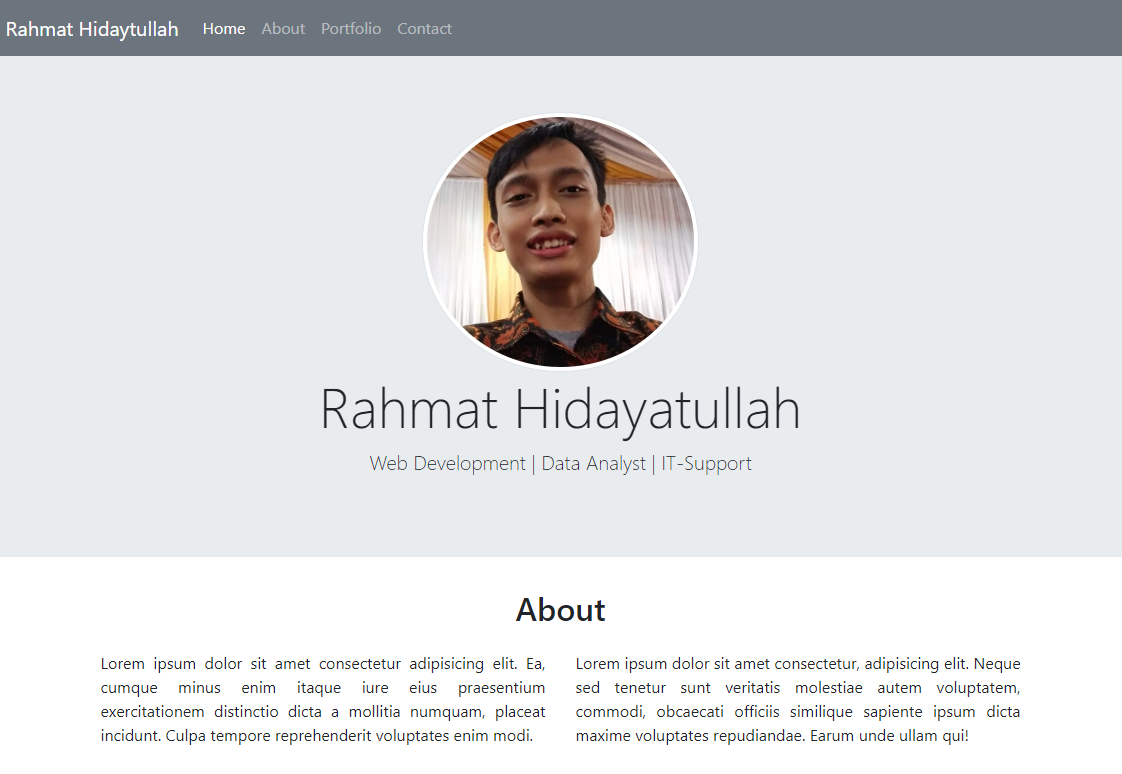 Rahmat Hidaytullah Home About Portfolio Contact
Rahmat Hidayatullah
Web Development | Data Analyst | IT-Support
About
Lorem ipsum dolor sit amet consectetur adipisicing elit. Ea,
cumque minus enim itaque iure eius praesentium
exercitationem distinctio dicta a mollitia numquam, placeat
incidunt. Culpa tempore reprehenderit voluptates enim modi.
Lorem ipsum dolor sit amet consectetur, adipisicing elit. Neque
sed tenetur sunt veritatis molestiae autem voluptatem,
commodi, obcaecati officiis similique sapiente ipsum dicta
maxime voluptates repudiandae. Earum unde ullam qui!